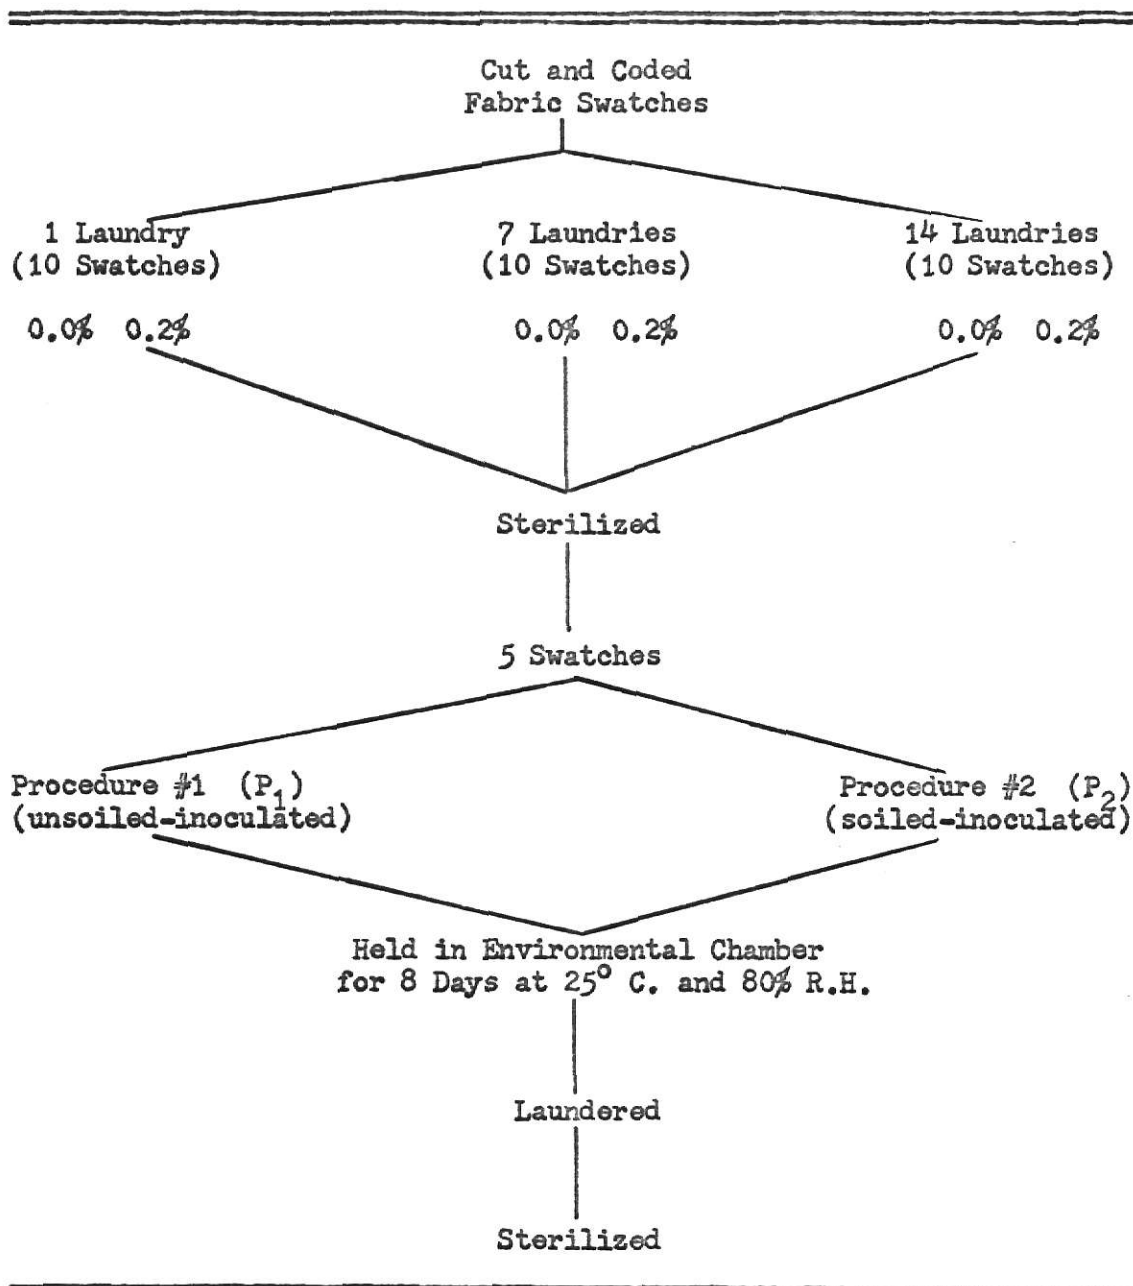 Cut and Coded
Fabric Swatches
1 Laundry
(10 Swatches)
7 Laundries
(10 Swatches)
14 Laundries
(10 Swatches)
0.0% 0.2%
0.0% 0.2%
0.0% 0.2%
Sterilized
5 Swatches
Procedure #1 (P₁)
(unsoiled-inoculated)
Procedure #2 (P₂)
(soiled-inoculated)
Held in Environmental Chamber
for 8 Days at 25° C. and 80% R.H.
Laundered
Sterilized